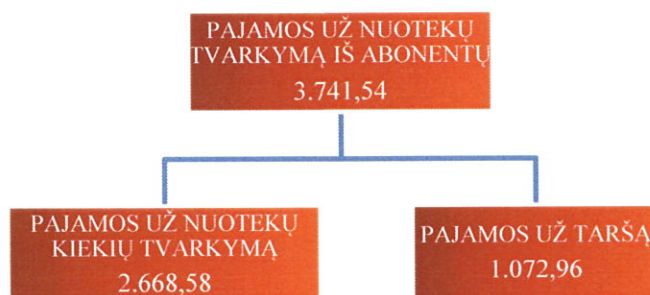 PAJAMOS UŽ NUOTEKŲ
TVARKYMĄ IŠ ABONENTŲ
3.741,54
PAJAMOS UŽ NUOTEKŲ
KIEKIŲ TVARKYMĄ
2.668,58
PAJAMOS UŽ TARŠĄ
1.072,96